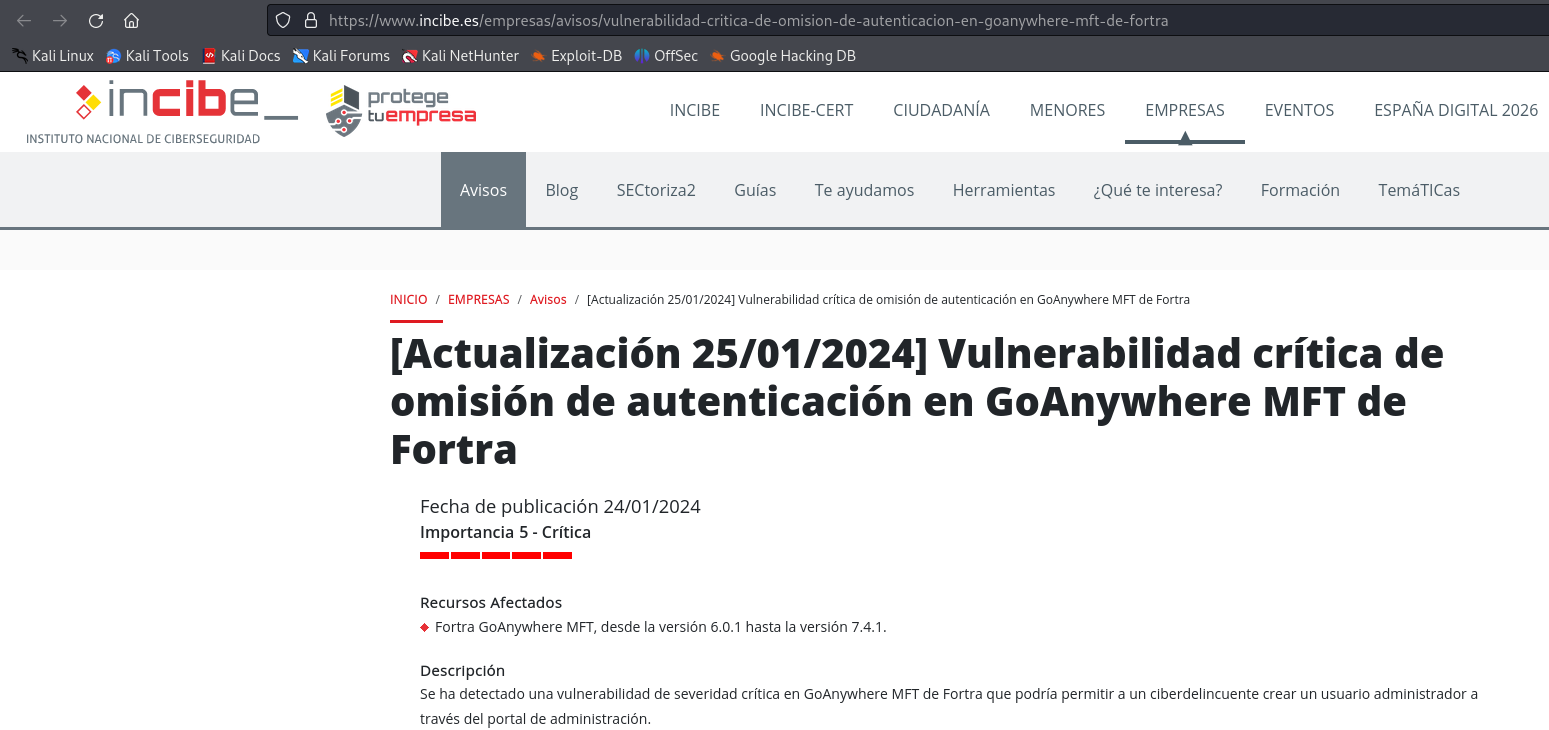 https://www.incibe.es/empresas/avisos/vulnerabilidad-critica-de-omision-de-autenticacion-en-goanywhere-mft-de-fortra
Kali Linux Kali Tools Kali Docs Kali Forums Kali NetHunter Exploit-DB OffSec Google Hacking DB
incibe_
INSTITUTO NACIONAL DE CIBERSEGURIDAD
protege
tuempresa
INCIBE INCIBE-CERT CIUDADANÍA MENORES EMPRESAS EVENTOS ESPAÑA DIGITAL 2026
Avisos Blog SECtoriza2 Guías Te ayudamos Herramientas ¿Qué te interesa? Formación TemáTICas
INICIO / EMPRESAS / Avisos / [Actualización 25/01/2024] Vulnerabilidad crítica de omisión de autenticación en GoAnywhere MFT de Fortra
[Actualización 25/01/2024] Vulnerabilidad crítica de
omisión de autenticación en GoAnywhere MFT de
Fortra
Fecha de publicación 24/01/2024
Importancia 5 - Crítica
Recursos Afectados
Fortra GoAnywhere MFT, desde la versión 6.0.1 hasta la versión 7.4.1.
Descripción
Se ha detectado una vulnerabilidad de severidad crítica en GoAnywhere MFT de Fortra que podría permitir a un ciberdelincuente crear un usuario administrador a
través del portal de administración.